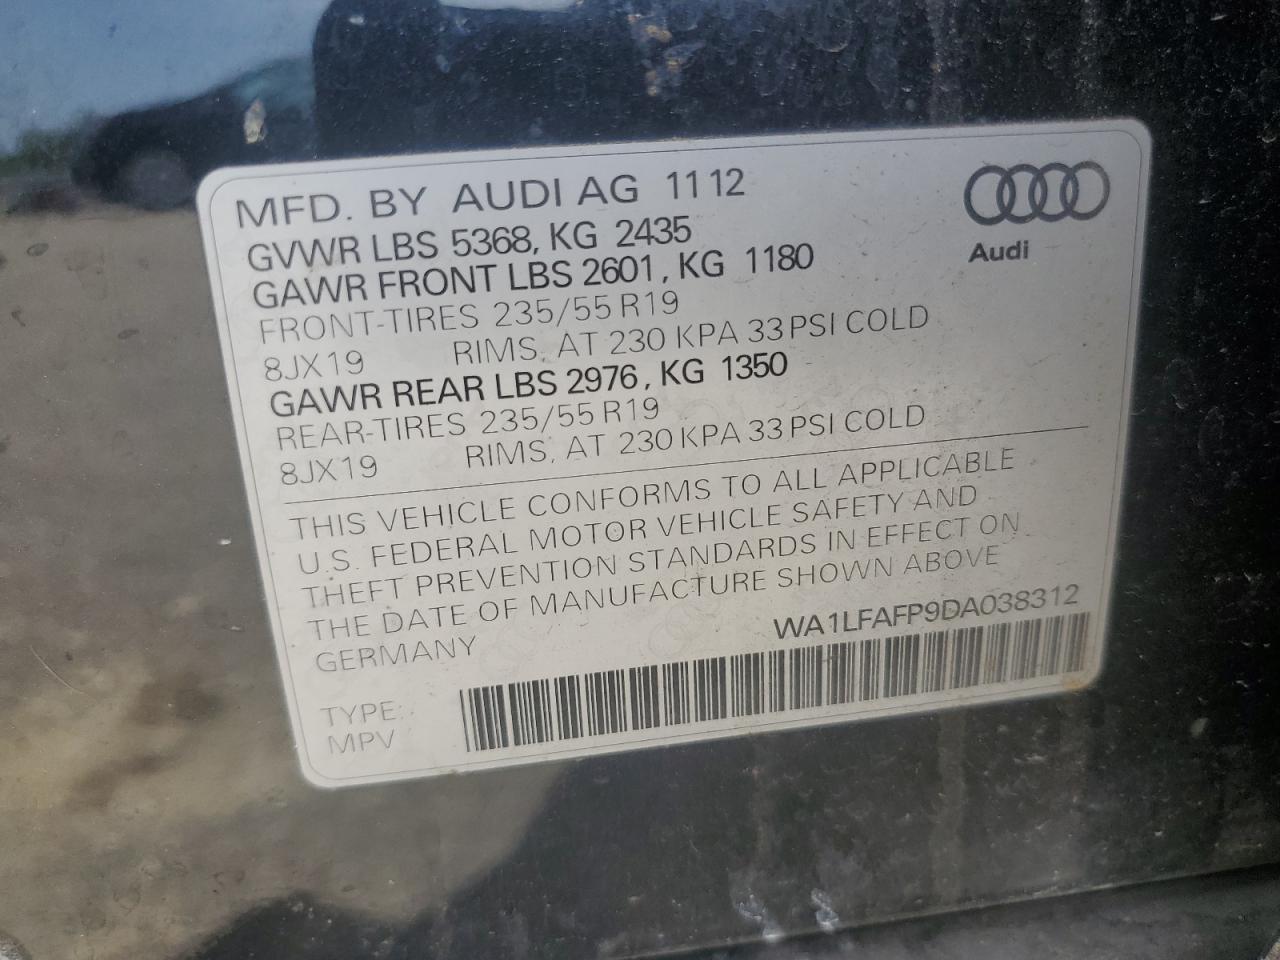 MFD. BY AUDI AG 11 12
GVWR LBS 5368, KG 2435
GAWR FRONT LBS 2601, KG 1180
FRONT-TIRES 235/55 R19
8JX19 RIMS, AT 230 KPA 33 PSI COLD
GAWR REAR LBS 2976, KG 1350
REAR-TIRES 235/55 R19
8JX19 RIMS, AT 230 KPA 33 PSI COLD
Audi
THIS VEHICLE CONFORMS TO ALL APPLICABLE
U.S. FEDERAL MOTOR VEHICLE SAFETY AND
THEFT PREVENTION STANDARDS IN EFFECT ON
THE DATE OF MANUFACTURE SHOWN ABOVE
GERMANY
WA1LFAFP9DA038312
TYPE:
MPV